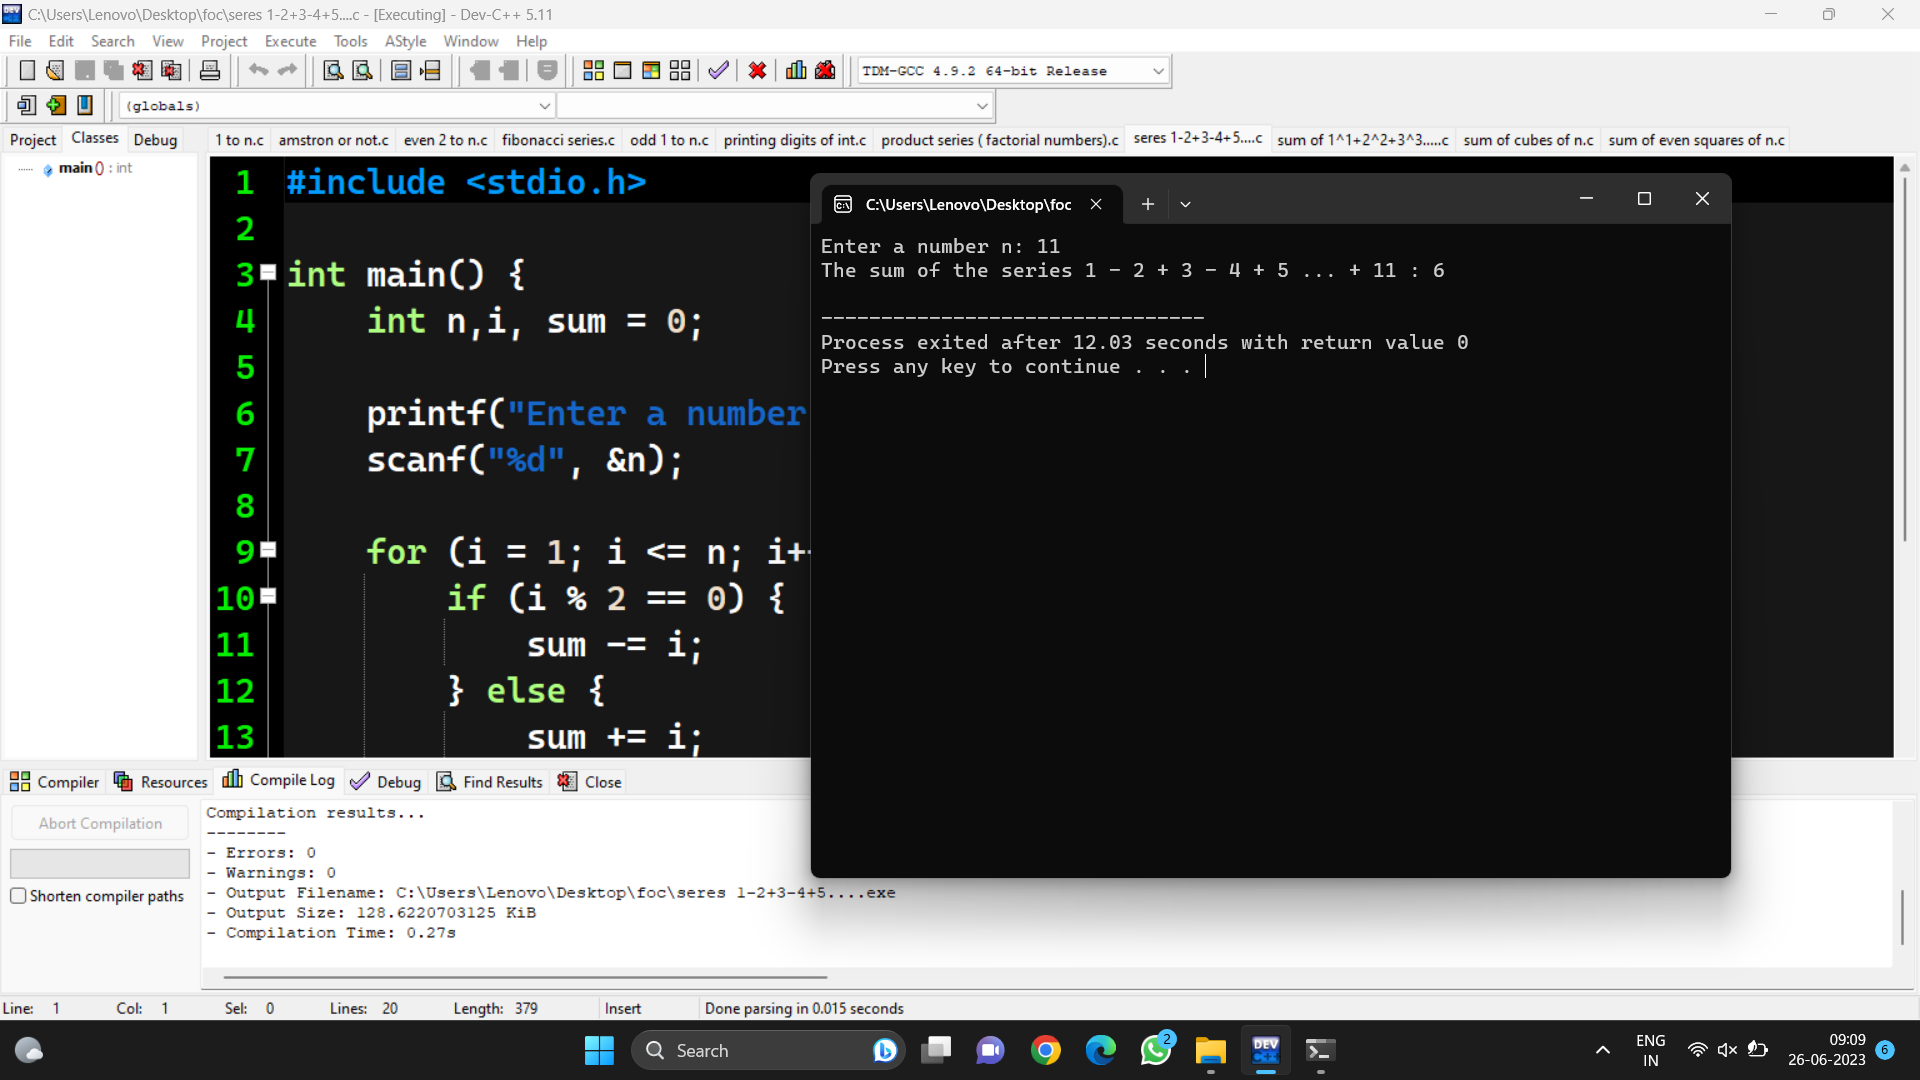 C:\Users\Lenovo\Desktop\foc\seres 1-2+3-4+5....c - [Executing] - Dev-C++ 5.11
File Edit Search View Project Execute Tools AStyle Window Help
TDM-GCC 4.9.2 64-bit Release
(globals)
Project Classes Debug
1 to n.c amstron or not.c even 2 to n.c fibonacci series.c odd 1 to n.c printing digits of int.c product series ( factorial numbers).c seres 1-2+3-4+5....c sum of 1^1+2^2+3^3.....c sum of cubes of n.c sum of even squares of n.c
main () : int
1 #include <stdio.h>
2
3 int main() {
4 int n,i, sum = 0;
5
6 printf("Enter a number
7 scanf("%d", &n);
8
9 for (i = 1; i <= n; i+
10 if (i % 2 == 0) {
11 sum -= i;
12 } else {
13 sum += i;
C:\Users\Lenovo\Desktop\foc
Enter a number n: 11
The sum of the series 1 - 2 + 3 - 4 + 5 ... + 11 : 6
--------------------------------
Process exited after 12.03 seconds with return value 0
Press any key to continue . . .
Compiler Resources Compile Log Debug Find Results Close
Abort Compilation
Shorten compiler paths
Compilation results...
--------
- Errors: 0
- Warnings: 0
- Output Filename: C:\Users\Lenovo\Desktop\foc\seres 1-2+3-4+5....exe
- Output Size: 128.6220703125 KiB
- Compilation Time: 0.27s
Line: 1 Col: 1 Sel: 0 Lines: 20 Length: 379 Insert Done parsing in 0.015 seconds
Search
DEV C++
2
ENG
IN
09:09
26-06-2023
6